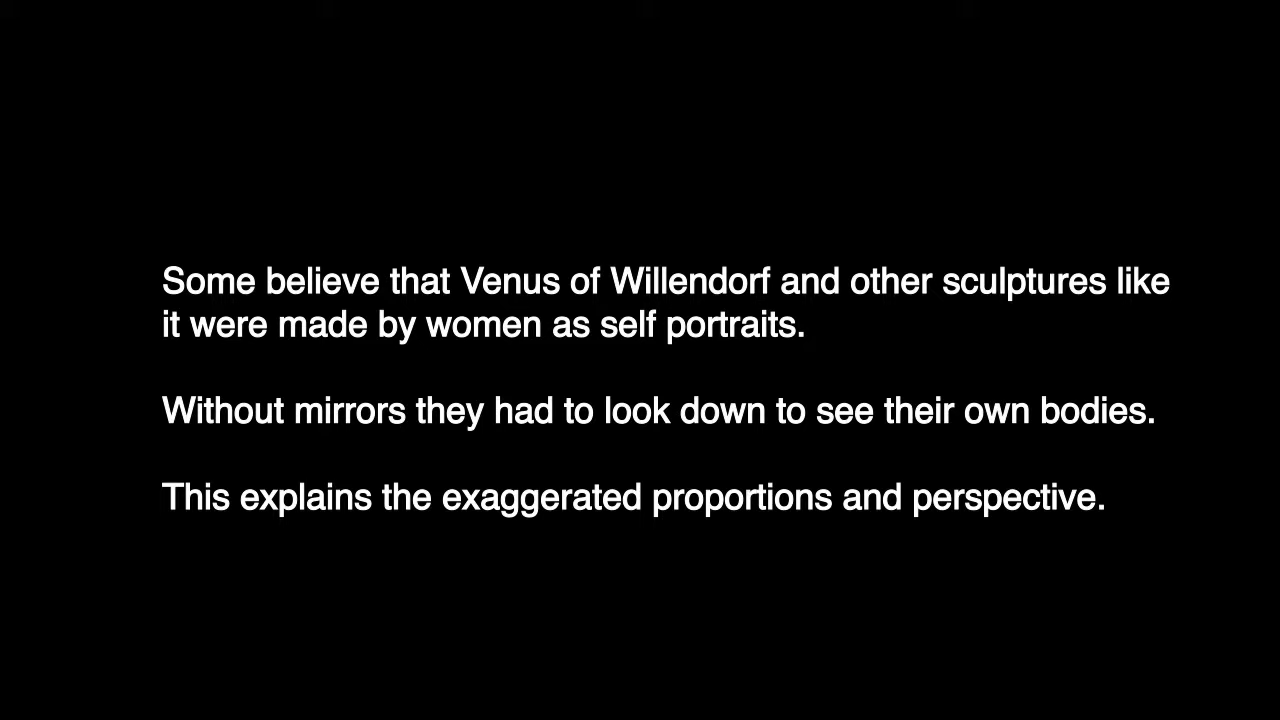 Some believe that Venus of Willendorf and other sculptures like
it were made by women as self portraits.
Without mirrors they had to look down to see their own bodies.
This explains the exaggerated proportions and perspective.